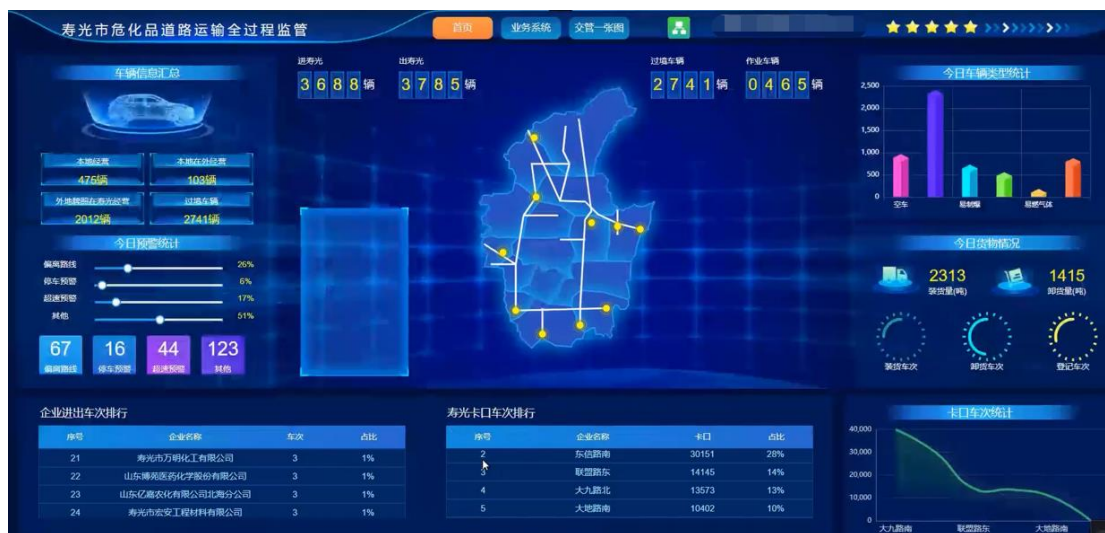 寿光市危化品道路运输全过程监管
首页 业务系统 交管一张图
车辆信息汇总
本地经营 本地在外经营
475辆 103辆
外地牌照在寿光经营 过境车辆
2012辆 2741辆
今日预警统计
偏离路线 26%
停车预警 6%
超速预警 17%
其他 51%
67 16 44 123
偏离路线 停车预警 超速预警 其他
进寿光 出寿光 过境车辆 作业车辆
3688辆 3785辆 2741辆 0465辆
今日车辆类型统计
2,500
2,000
1,500
1,000
500
0
空车 易制爆 易燃气体
今日货物情况
2313 1415
装货量(吨) 卸货量(吨)
装货车次 卸货车次 登记车次
企业进出车次排行
序号 企业名称 车次 占比
21 寿光市万明化工有限公司 3 1%
22 山东博苑医药化学股份有限公司 3 1%
23 山东亿嘉农化有限公司北海分公司 3 1%
24 寿光市宏安工程材料有限公司 3 1%
寿光卡口车次排行
序号 企业名称 卡口 占比
2 东信路南 30151 28%
3 联盟路东 14145 14%
4 大九路北 13573 13%
5 大地路南 10402 10%
卡口车次统计
40,000
30,000
20,000
10,000
0
大九路南 联盟路东 大地路南